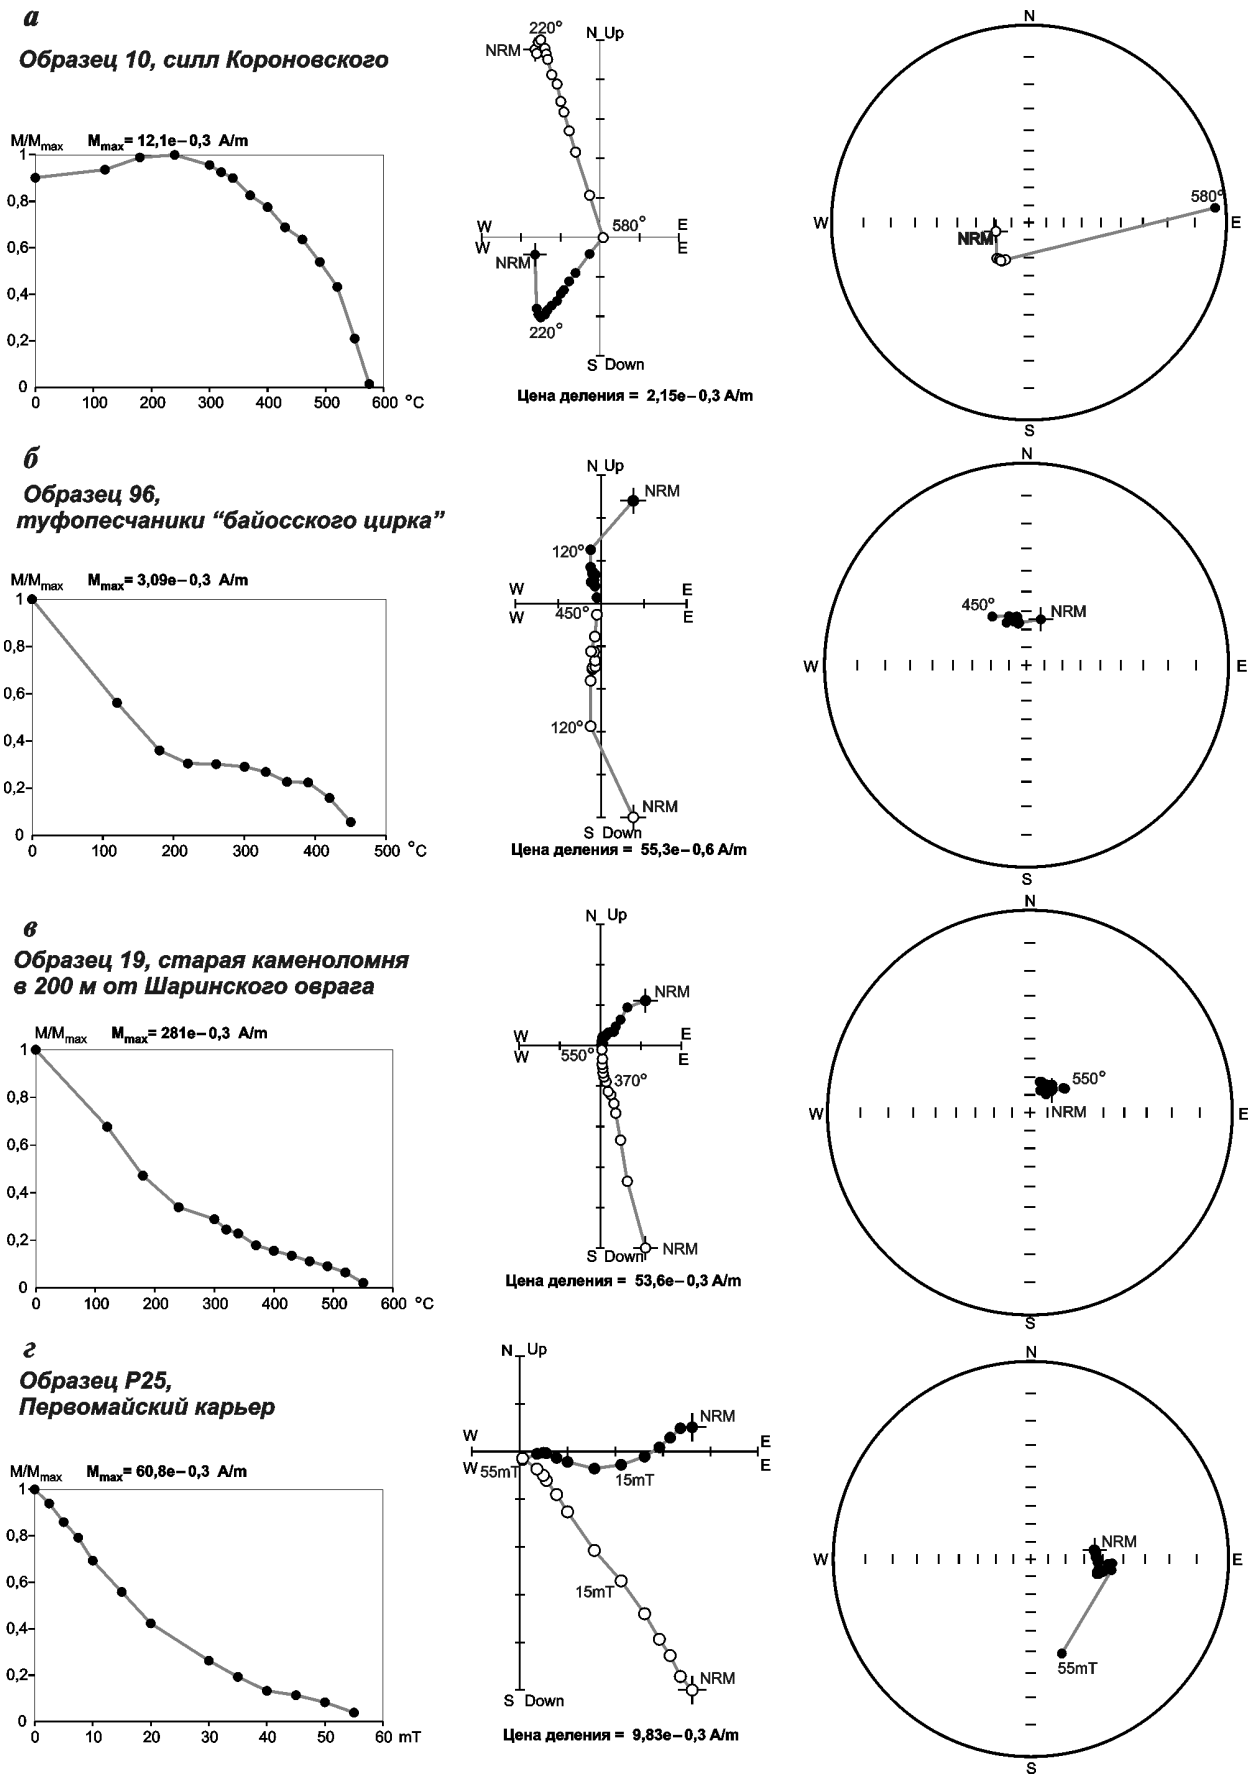 а
Образец 10, силл Короновского
M/Mmax Mmax= 12,1e–0,3 A/m
1
0,8
0,6
0,4
0,2
0
0 100 200 300 400 500 600 °C
220°
N Up
NRM
580°
W E
W E
NRM
220°
S Down
Цена деления = 2,15e–0,3 A/m
N
580°
W E
NRM
S
б
Образец 96,
туфопесчаники “байосского цирка”
M/Mmax Mmax= 3,09e–0,3 A/m
1
0,8
0,6
0,4
0,2
0
0 100 200 300 400 500 °C
N Up
NRM
120°
W E
W 450° E
120°
NRM
S Down
Цена деления = 55,3e–0,6 A/m
N
450° NRM
W E
S
в
Образец 19, старая каменоломня
в 200 м от Шаринского оврага
M/Mmax Mmax= 281e–0,3 A/m
1
0,8
0,6
0,4
0,2
0
0 100 200 300 400 500 600 °C
N Up
NRM
W E
W 550° E
370°
S Down NRM
Цена деления = 53,6e–0,3 A/m
N
550°
W NRM E
S
г
Образец P25,
Первомайский карьер
M/Mmax Mmax= 60,8e–0,3 A/m
1
0,8
0,6
0,4
0,2
0
0 10 20 30 40 50 60 mT
N Up
NRM
W E
W 55mT E
15mT
15mT
NRM
S Down
Цена деления = 9,83e–0,3 A/m
N
NRM
W E
55mT
S